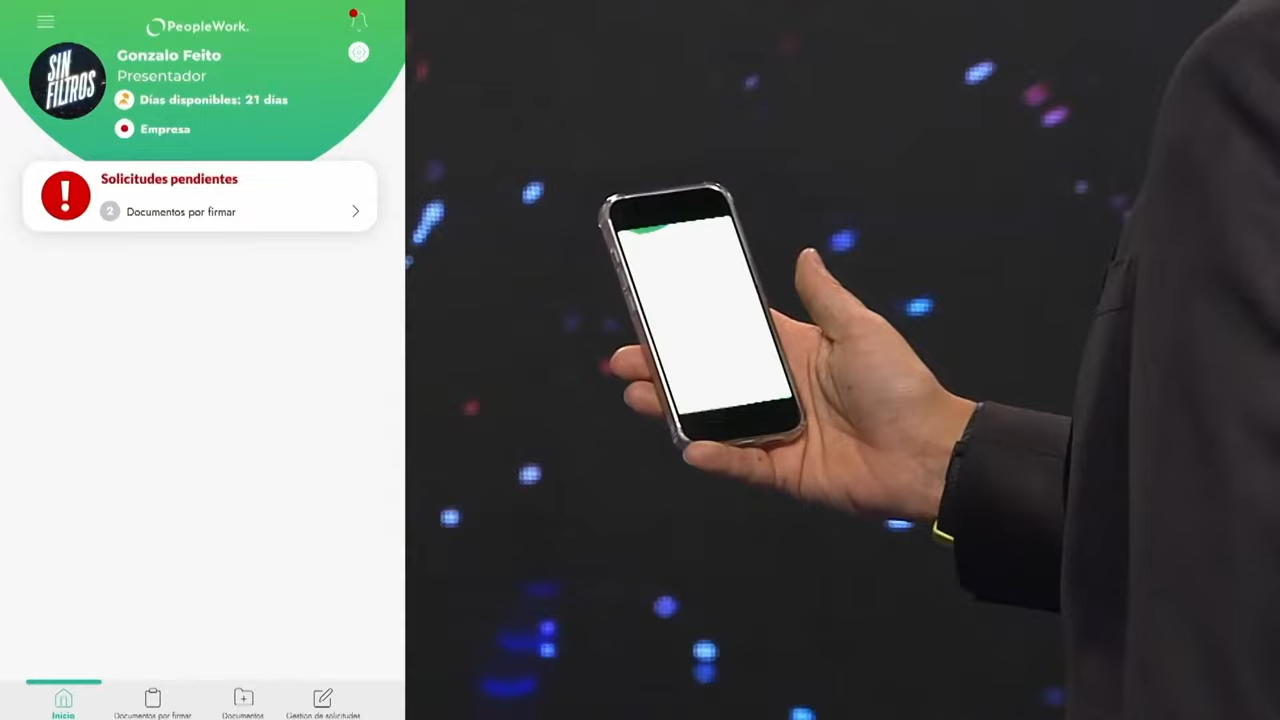 PeopleWork.
Gonzalo Feito
Presentador
Días disponibles: 21 días
Empresa
SIN
FILTROS
Solicitudes pendientes
2 Documentos por firmar
Inicio
Documentos por firmar
Documentos
Gestion de solicitudes